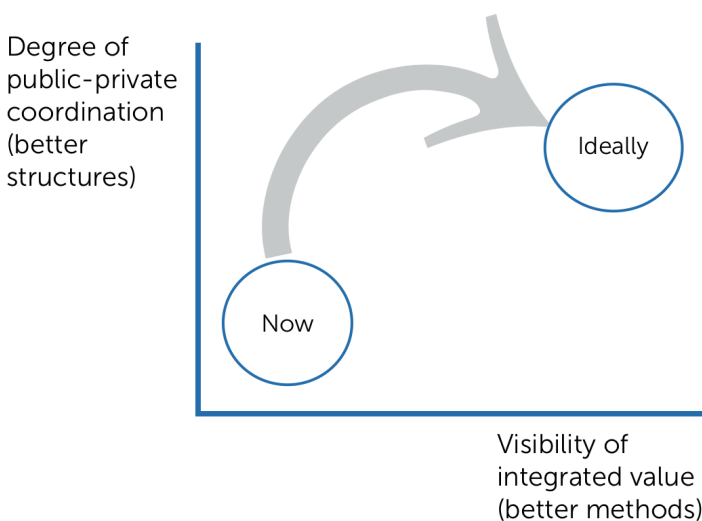 Degree of
public-private
coordination
(better
structures)
Ideally
Now
Visibility of
integrated value
(better methods)